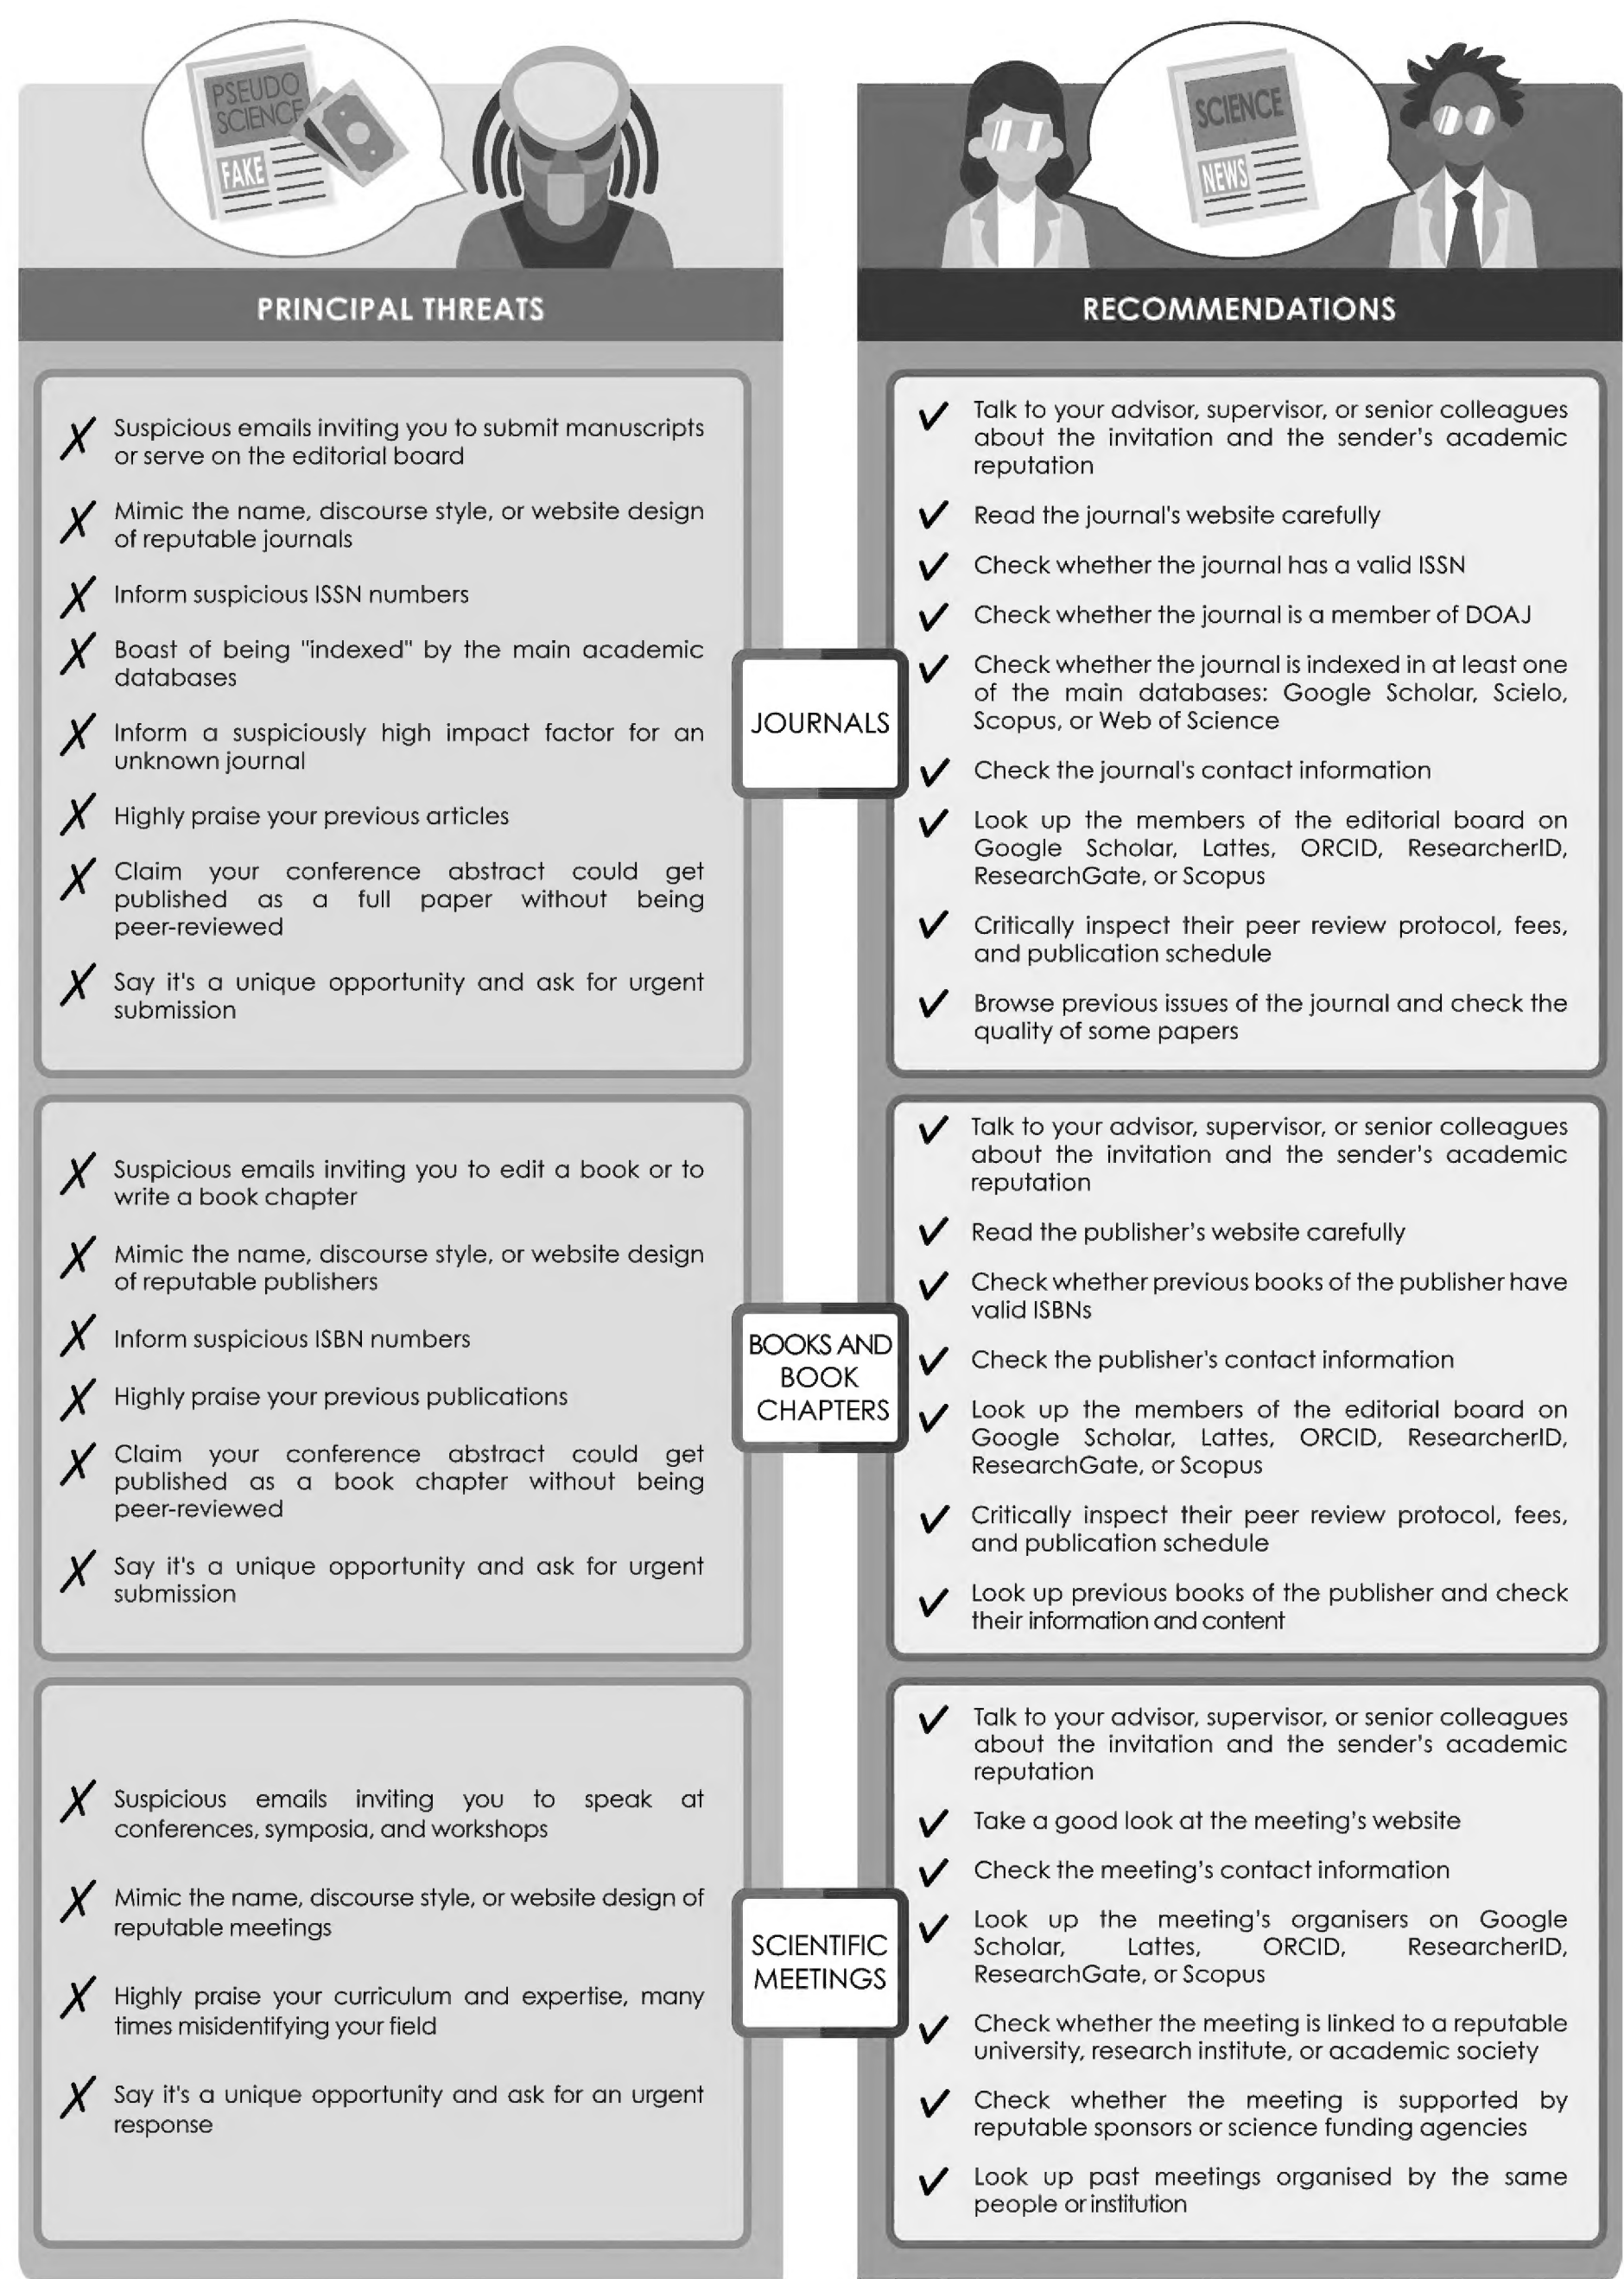 PSEUDO
SCIENCE
FAKE
SCIENCE
NEWS
PRINCIPAL THREATS
RECOMMENDATIONS
Suspicious emails inviting you to submit manuscripts
or serve on the editorial board
Mimic the name, discourse style, or website design
of reputable journals
Inform suspicious ISSN numbers
Boast of being "indexed" by the main academic
databases
Inform a suspiciously high impact factor for an
unknown journal
Highly praise your previous articles
Claim your conference abstract could get
published as a full paper without being
peer-reviewed
Say it's a unique opportunity and ask for urgent
submission
JOURNALS
Talk to your advisor, supervisor, or senior colleagues
about the invitation and the sender's academic
reputation
Read the journal's website carefully
Check whether the journal has a valid ISSN
Check whether the journal is a member of DOAJ
Check whether the journal is indexed in at least one
of the main databases: Google Scholar, Scielo,
Scopus, or Web of Science
Check the journal's contact information
Look up the members of the editorial board on
Google Scholar, Lattes, ORCID, ResearcherID,
ResearchGate, or Scopus
Critically inspect their peer review protocol, fees,
and publication schedule
Browse previous issues of the journal and check the
quality of some papers
Suspicious emails inviting you to edit a book or to
write a book chapter
Mimic the name, discourse style, or website design
of reputable publishers
Inform suspicious ISBN numbers
Highly praise your previous publications
Claim your conference abstract could get
published as a book chapter without being
peer-reviewed
Say it's a unique opportunity and ask for urgent
submission
BOOKS AND
BOOK
CHAPTERS
Talk to your advisor, supervisor, or senior colleagues
about the invitation and the sender's academic
reputation
Read the publisher's website carefully
Check whether previous books of the publisher have
valid ISBNs
Check the publisher's contact information
Look up the members of the editorial board on
Google Scholar, Lattes, ORCID, ResearcherID,
ResearchGate, or Scopus
Critically inspect their peer review protocol, fees,
and publication schedule
Look up previous books of the publisher and check
their information and content
Suspicious emails inviting you to speak at
conferences, symposia, and workshops
Mimic the name, discourse style, or website design of
reputable meetings
Highly praise your curriculum and expertise, many
times misidentifying your field
Say it's a unique opportunity and ask for an urgent
response
SCIENTIFIC
MEETINGS
Talk to your advisor, supervisor, or senior colleagues
about the invitation and the sender's academic
reputation
Take a good look at the meeting's website
Check the meeting's contact information
Look up the meeting's organisers on Google
Scholar, Lattes, ORCID, ResearcherID,
ResearchGate, or Scopus
Check whether the meeting is linked to a reputable
university, research institute, or academic society
Check whether the meeting is supported by
reputable sponsors or science funding agencies
Look up past meetings organised by the same
people or institution